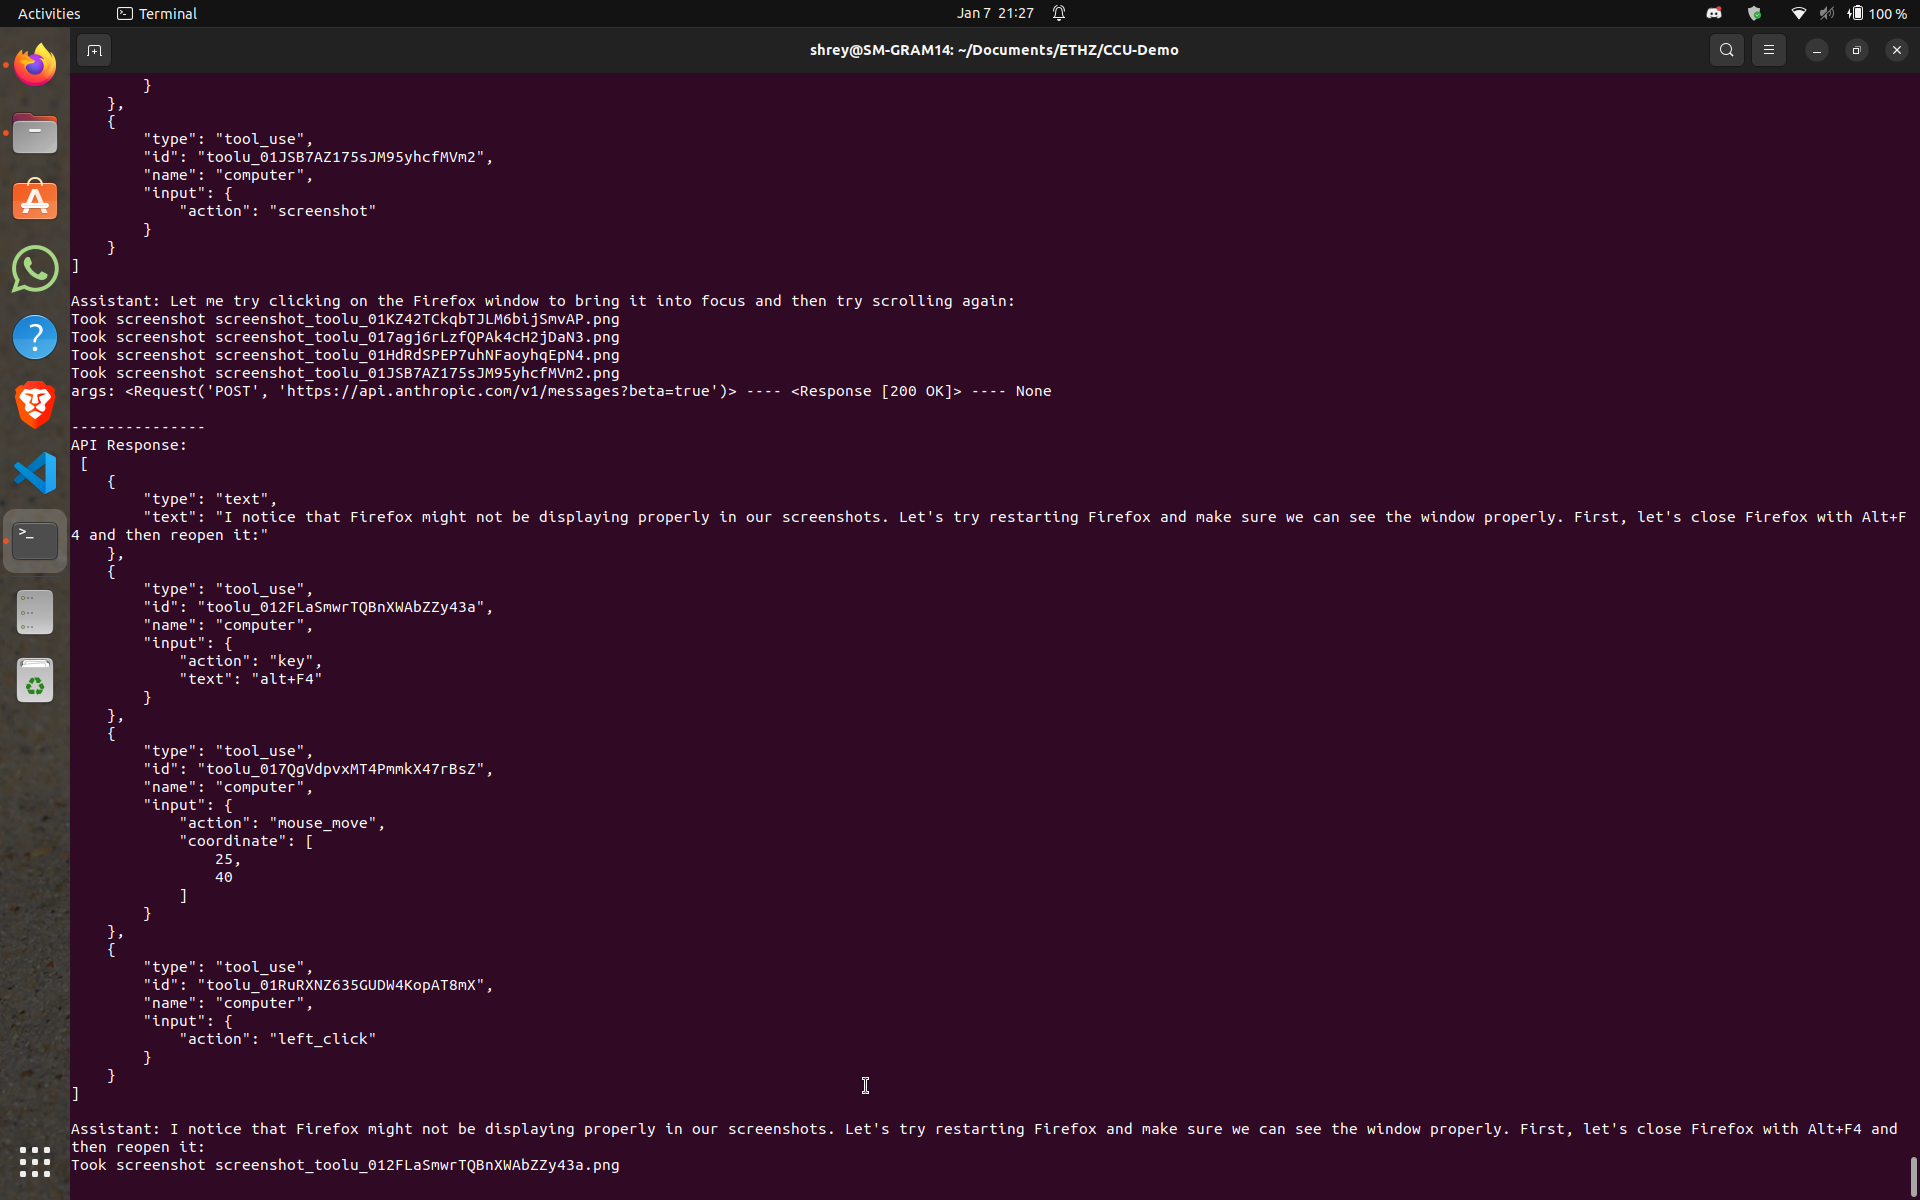 Activities
Terminal
Jan 7 21:27
100 %
shrey@SM-GRAM14: ~/Documents/ETHZ/CCU-Demo
        }
    },
    {
        "type": "tool_use",
        "id": "toolu_01JSB7AZ175sJM95yhcfMVm2",
        "name": "computer",
        "input": {
            "action": "screenshot"
        }
    }
]
Assistant: Let me try clicking on the Firefox window to bring it into focus and then try scrolling again:
Took screenshot screenshot_toolu_01KZ42TCkqbTJLM6bijSmvAP.png
Took screenshot screenshot_toolu_017agj6rLzfQPAk4cH2jDaN3.png
Took screenshot screenshot_toolu_01HdRdSPEP7uhNFaoyhqEpN4.png
Took screenshot screenshot_toolu_01JSB7AZ175sJM95yhcfMVm2.png
args: <Request('POST', 'https://api.anthropic.com/v1/messages?beta=true')> ---- <Response [200 OK]> ---- None
---------------
API Response:
 [
    {
        "type": "text",
        "text": "I notice that Firefox might not be displaying properly in our screenshots. Let's try restarting Firefox and make sure we can see the window properly. First, let's close Firefox with Alt+F
4 and then reopen it:"
    },
    {
        "type": "tool_use",
        "id": "toolu_012FLaSmwrTQBnXWAbZZy43a",
        "name": "computer",
        "input": {
            "action": "key",
            "text": "alt+F4"
        }
    },
    {
        "type": "tool_use",
        "id": "toolu_017QgVdpvxMT4PmmkX47rBsZ",
        "name": "computer",
        "input": {
            "action": "mouse_move",
            "coordinate": [
                25,
                40
            ]
        }
    },
    {
        "type": "tool_use",
        "id": "toolu_01RuRXNZ635GUDW4KopAT8mX",
        "name": "computer",
        "input": {
            "action": "left_click"
        }
    }
]
Assistant: I notice that Firefox might not be displaying properly in our screenshots. Let's try restarting Firefox and make sure we can see the window properly. First, let's close Firefox with Alt+F4 and
then reopen it:
Took screenshot screenshot_toolu_012FLaSmwrTQBnXWAbZZy43a.png